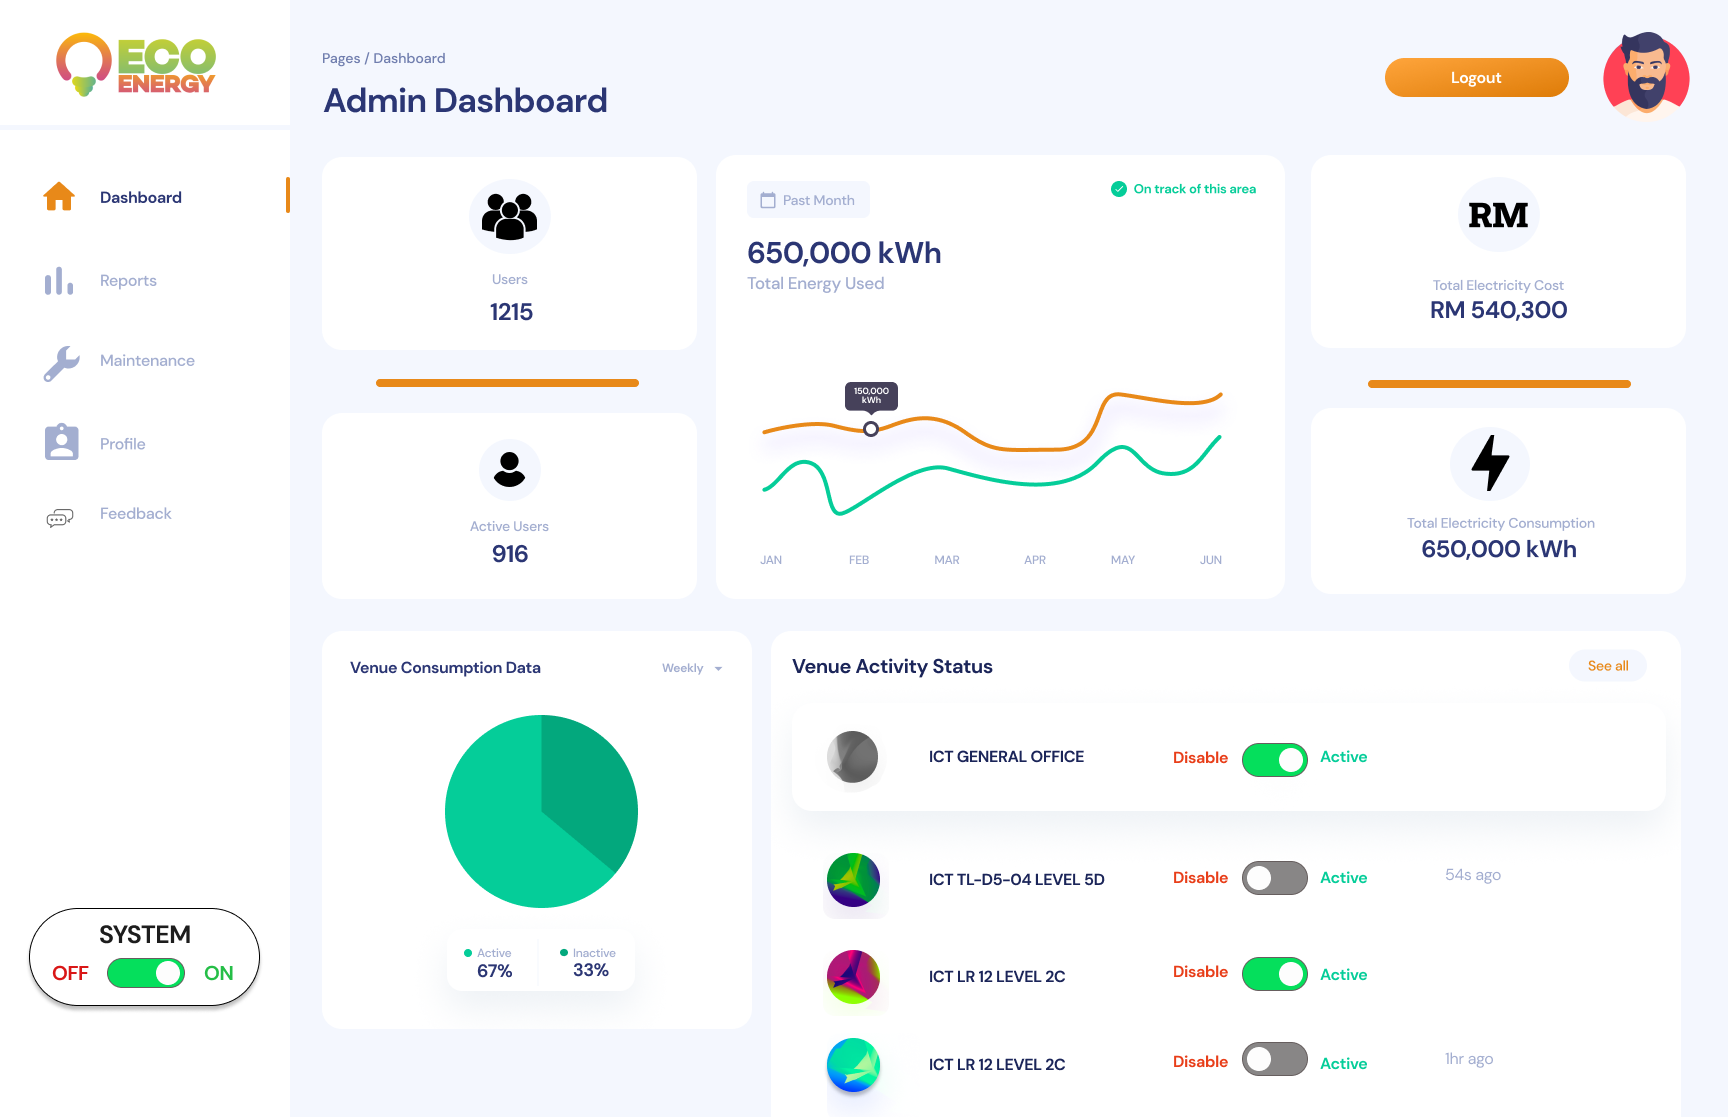 ECO
ENERGY
Pages / Dashboard
Admin Dashboard
Logout
Dashboard
Reports
Maintenance
Profile
Feedback
SYSTEM
OFF
ON
Users
1215
Active Users
916
Past Month
On track of this area
650,000 kWh
Total Energy Used
150,000
kWh
JAN
FEB
MAR
APR
MAY
JUN
RM
Total Electricity Cost
RM 540,300
Total Electricity Consumption
650,000 kWh
Venue Consumption Data
Weekly
Active
67%
Inactive
33%
Venue Activity Status
See all
ICT GENERAL OFFICE
Disable
Active
ICT TL-D5-04 LEVEL 5D
Disable
Active
54s ago
ICT LR 12 LEVEL 2C
Disable
Active
ICT LR 12 LEVEL 2C
Disable
Active
1hr ago